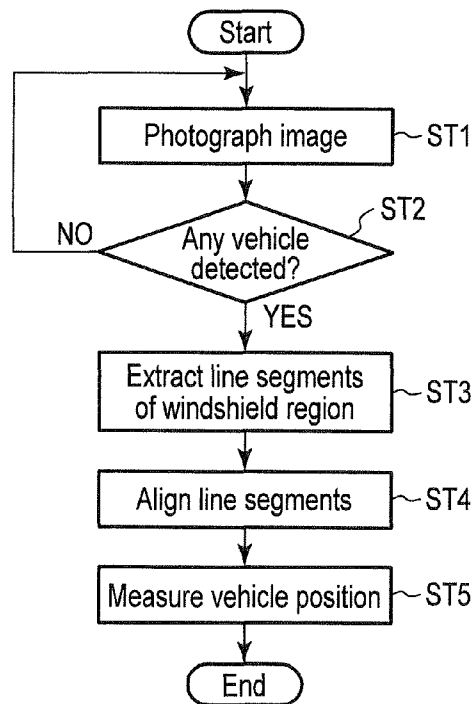 Start
Photograph image
ST1
ST2
NO
Any vehicle
detected?
YES
Extract line segments
of windshield region
ST3
Align line segments
ST4
Measure vehicle position
ST5
End